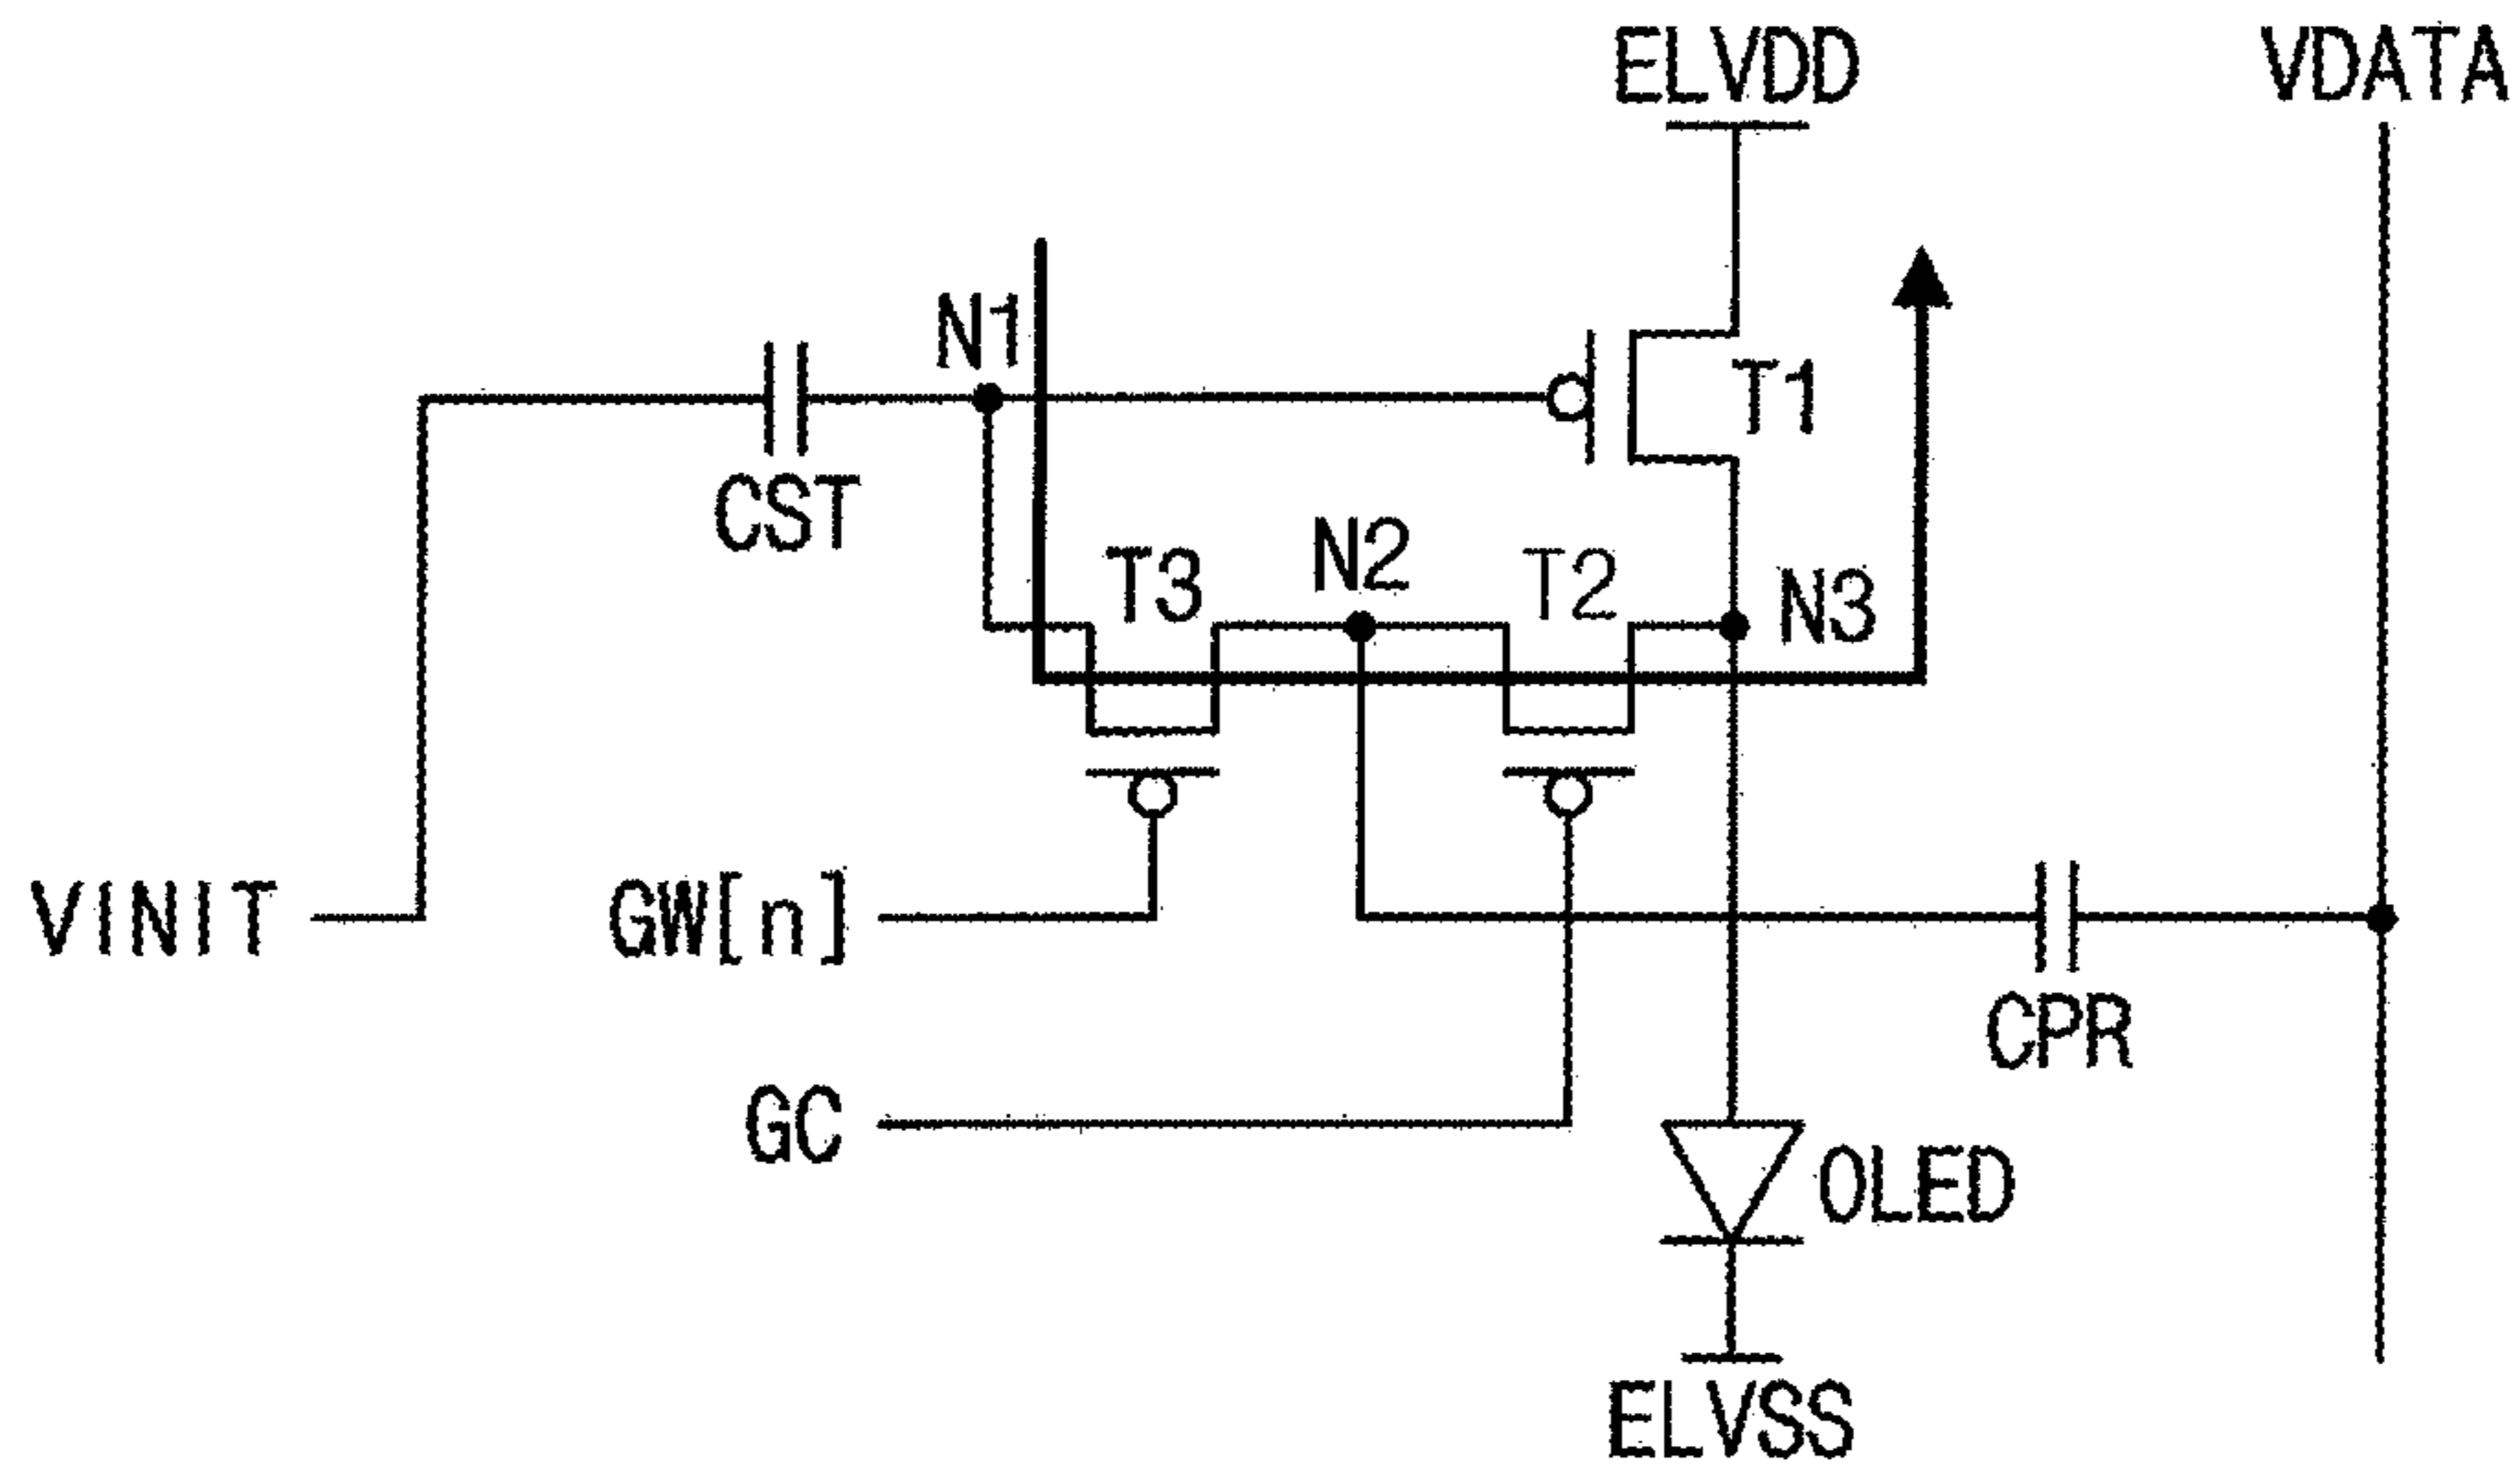 ELVDD
VDATA
N1
T1
CST
T3
N2
T2
N3
VINIT
GW[n]
CPR
GC
OLED
ELVSS